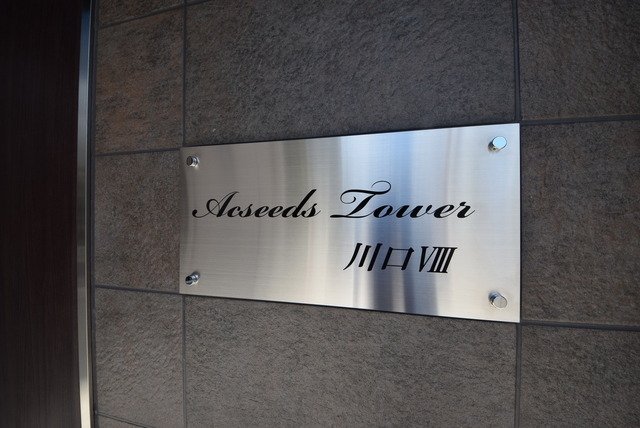 Acseeds Tower
川口Ⅷ